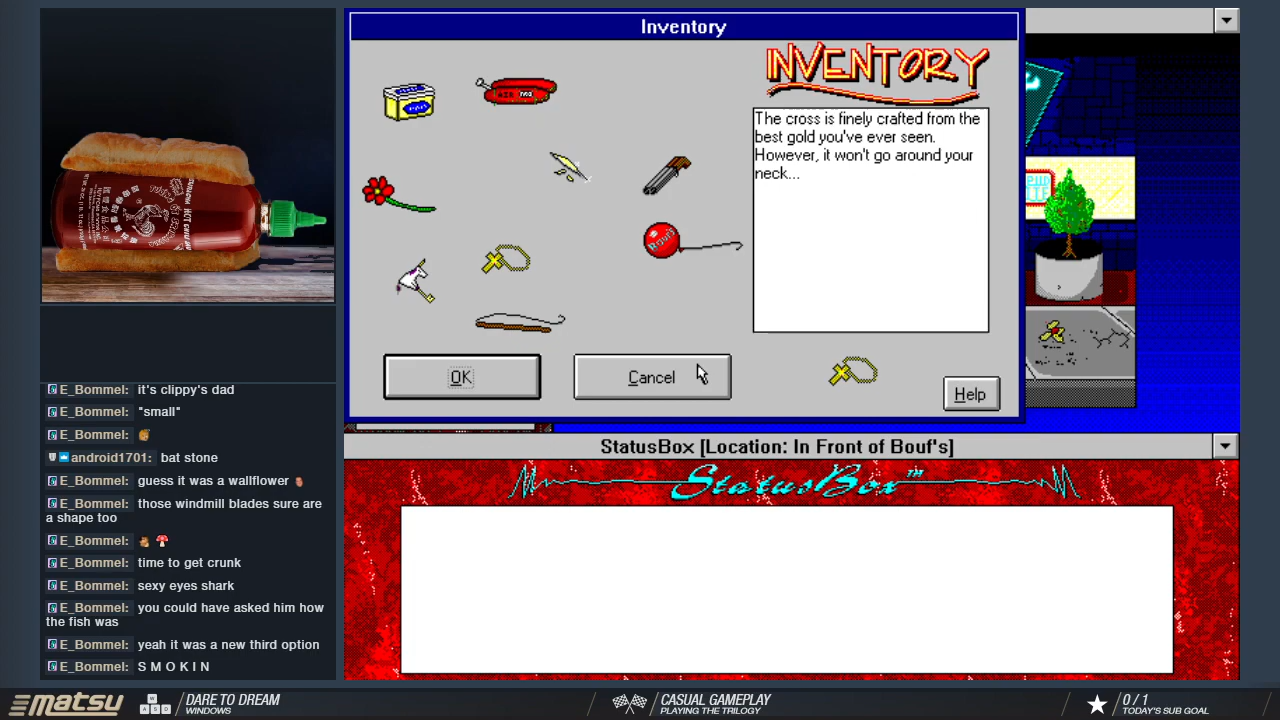 Inventory
INVENTORY
The cross is finely crafted from the
best gold you've ever seen.
However, it won't go around your
neck...
Boufs
OK
Cancel
Help
StatusBox [Location: In Front of Bouf's]
StatusBox™
HOT CHILI
E_Bommel: it's clippy's dad
E_Bommel: "small"
E_Bommel:
android1701: bat stone
E_Bommel: guess it was a wallflower
E_Bommel: those windmill blades sure are
a shape too
E_Bommel:
E_Bommel: time to get crunk
E_Bommel: sexy eyes shark
E_Bommel: you could have asked him how
the fish was
E_Bommel: yeah it was a new third option
E_Bommel: S M O K I N
matsu
W
A S D
DARE TO DREAM
WINDOWS
CASUAL GAMEPLAY
PLAYING THE TRILOGY
0 / 1
TODAY'S SUB GOAL